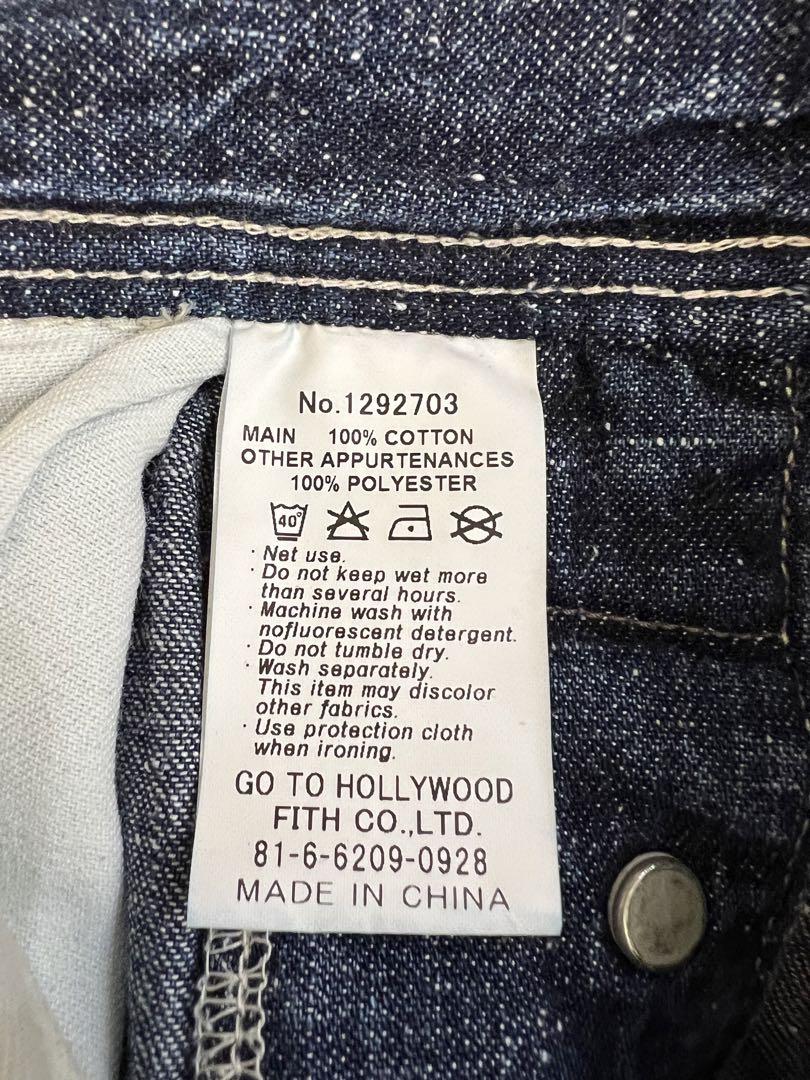 No.1292703
MAIN 100% COTTON
OTHER APPURTENANCES
100% POLYESTER
40°
· Net use.
· Do not keep wet more
than several hours.
· Machine wash with
nofluorescent detergent.
· Do not tumble dry.
· Wash separately.
This item may discolor
other fabrics.
· Use protection cloth
when ironing.
GO TO HOLLYWOOD
FITH CO.,LTD.
81-6-6209-0928
MADE IN CHINA